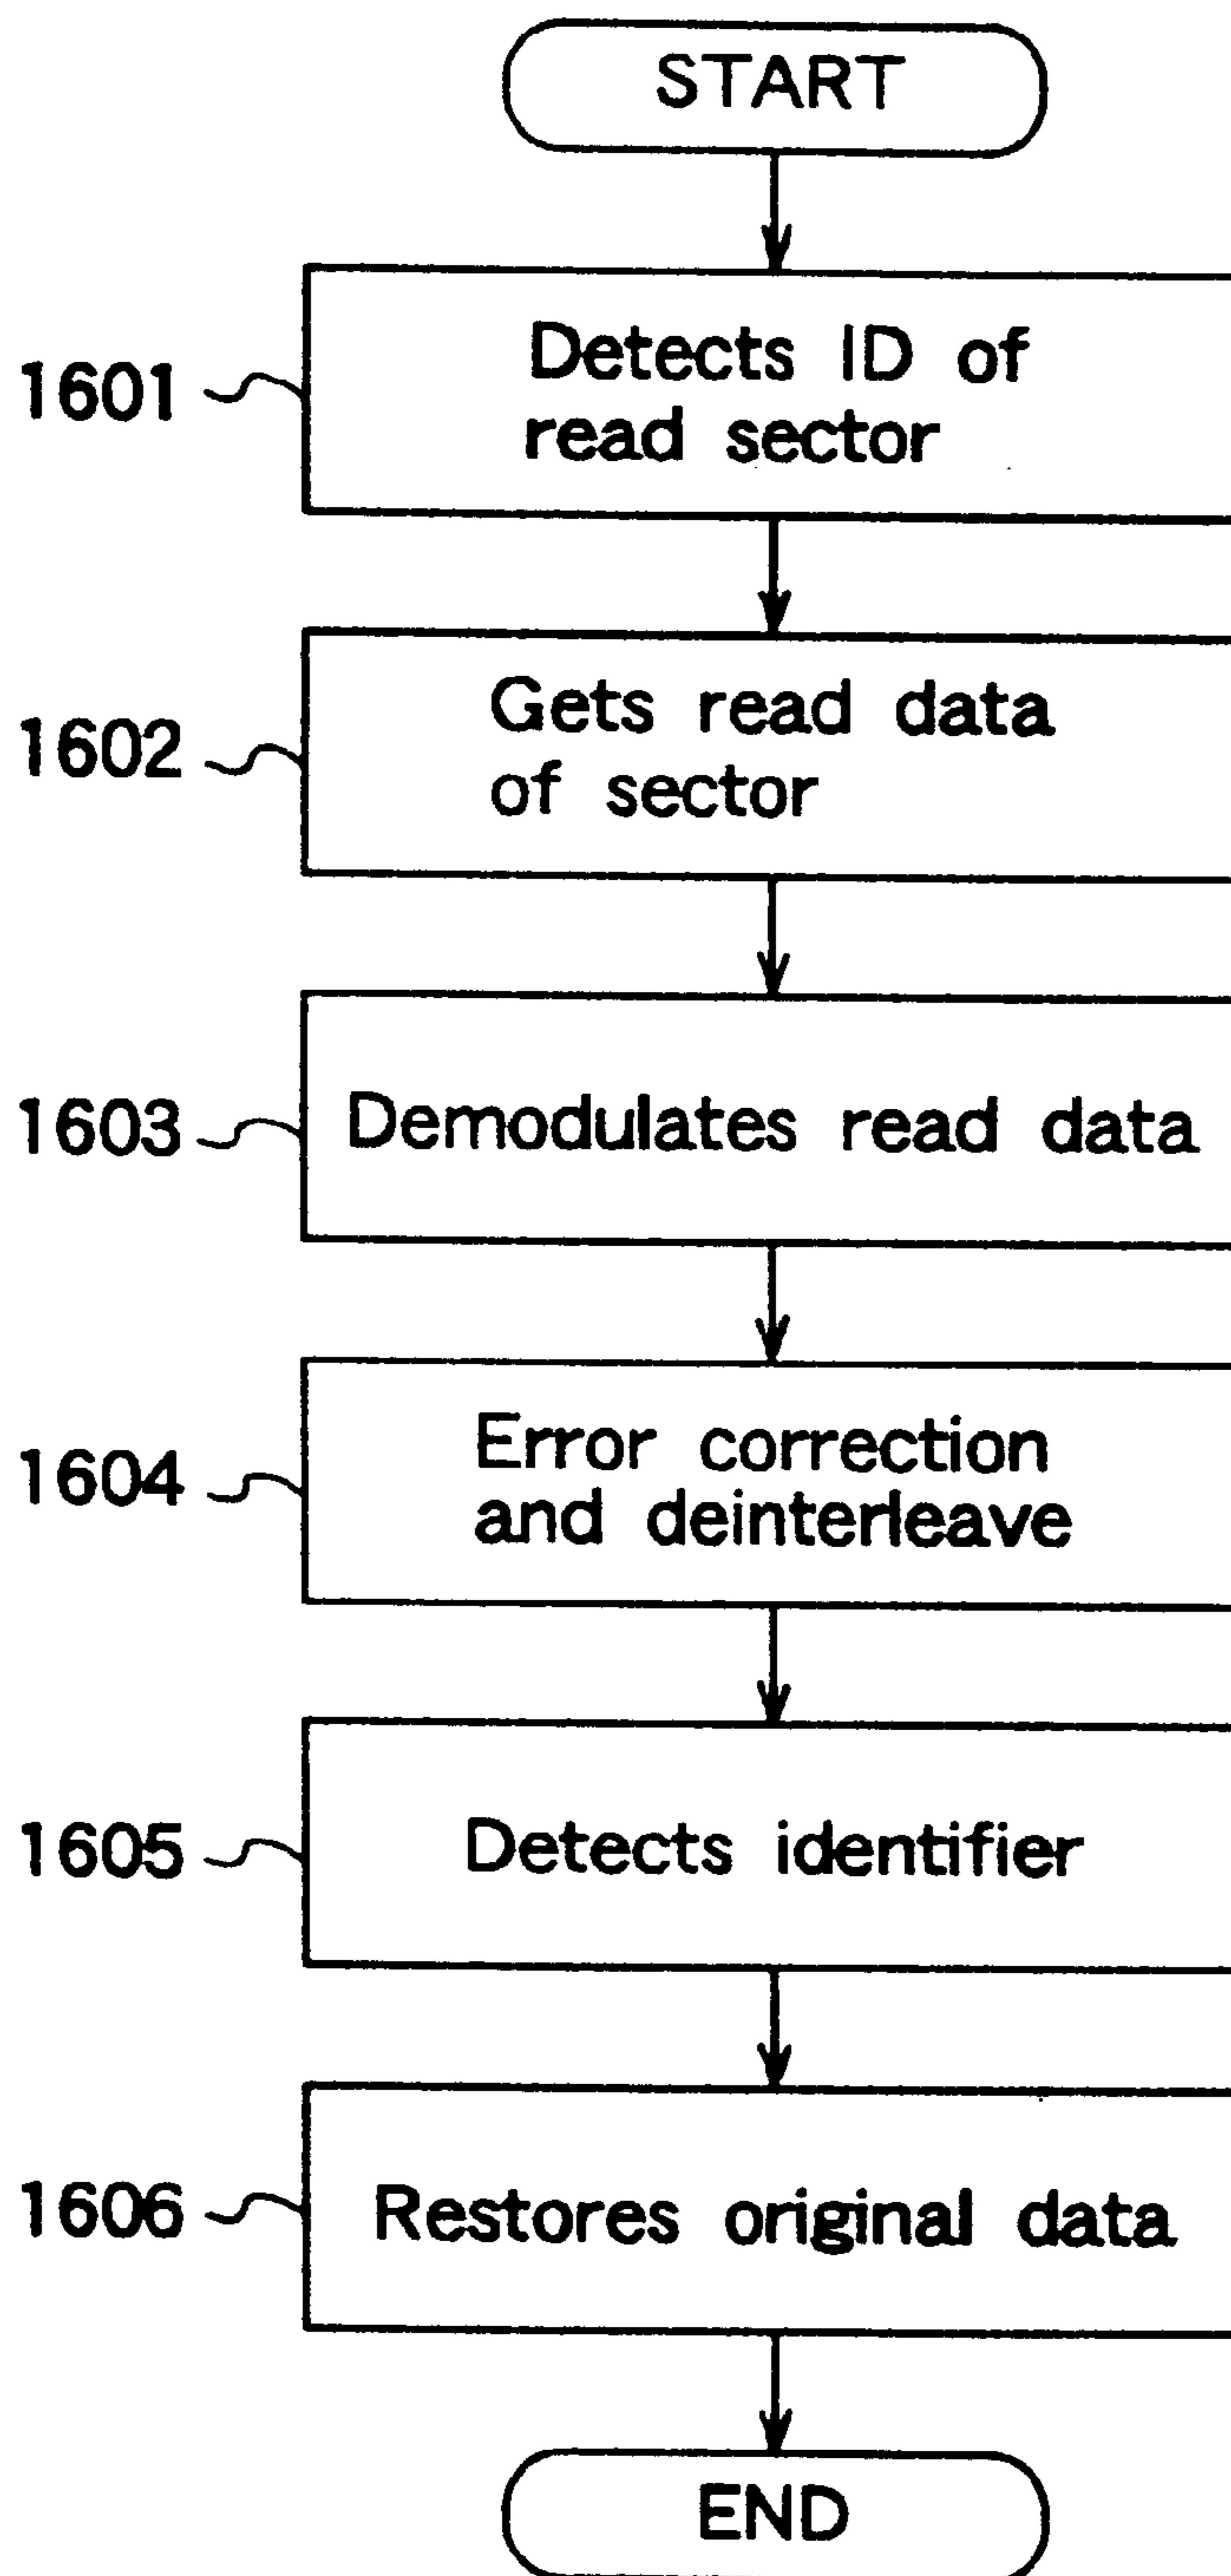 START
1601
Detects ID of
read sector
1602
Gets read data
of sector
1603
Demodulates read data
1604
Error correction
and deinterleave
1605
Detects identifier
1606
Restores original data
END